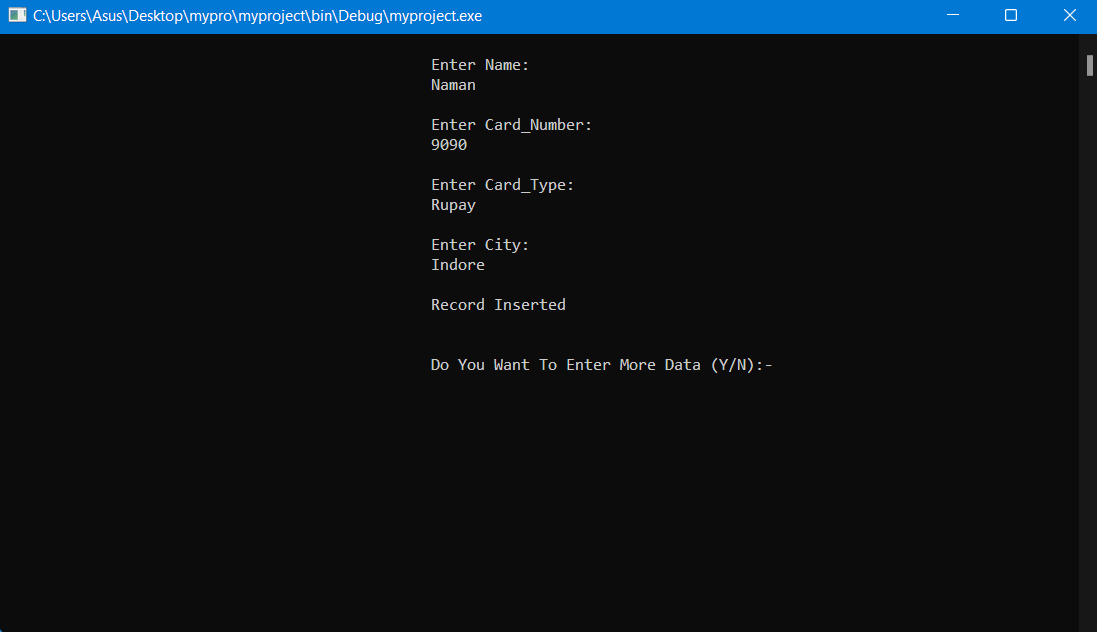 C:\Users\Asus\Desktop\mypro\myproject\bin\Debug\myproject.exe
Enter Name:
Naman
Enter Card_Number:
9090
Enter Card_Type:
Rupay
Enter City:
Indore
Record Inserted
Do You Want To Enter More Data (Y/N):-